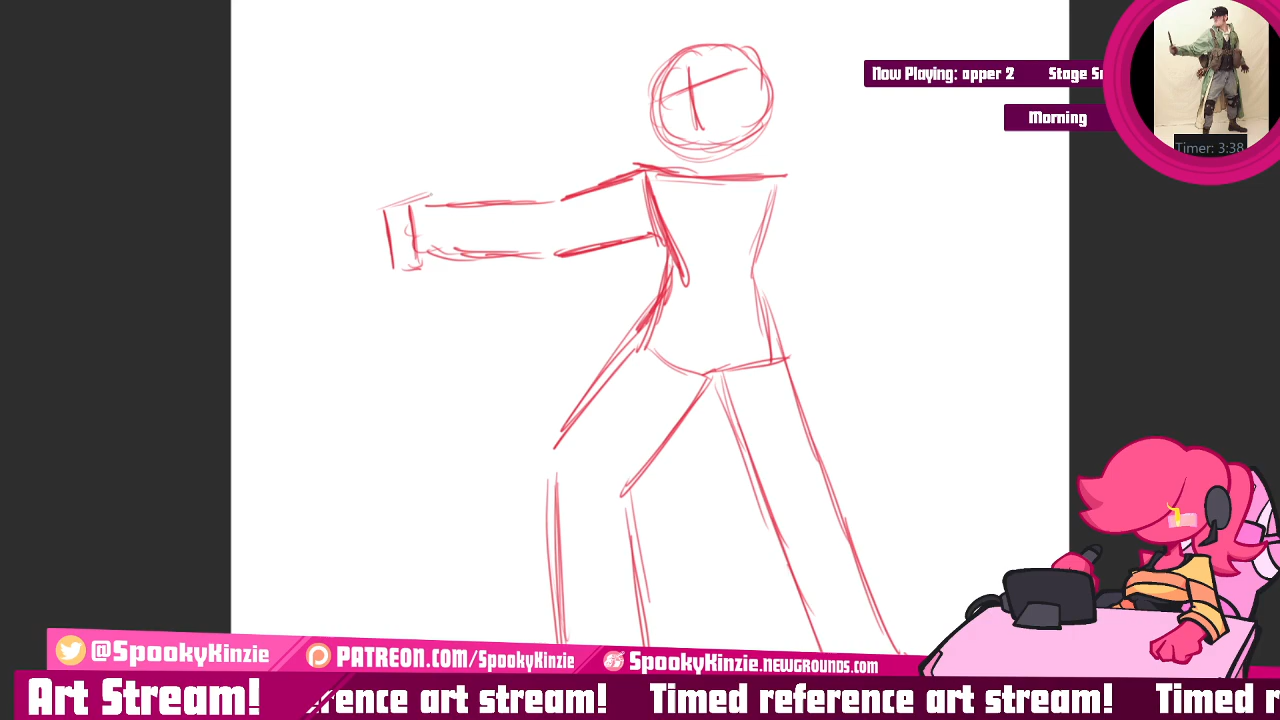 Now Playing: apper 2 Stage
Morning
Timer: 3:38
@SpookyKinzie PATREON.COM/SpookyKinzie SpookyKinzie.NEWGROUNDS.COM
Art Stream! rence art stream! Timed reference art stream! Timed